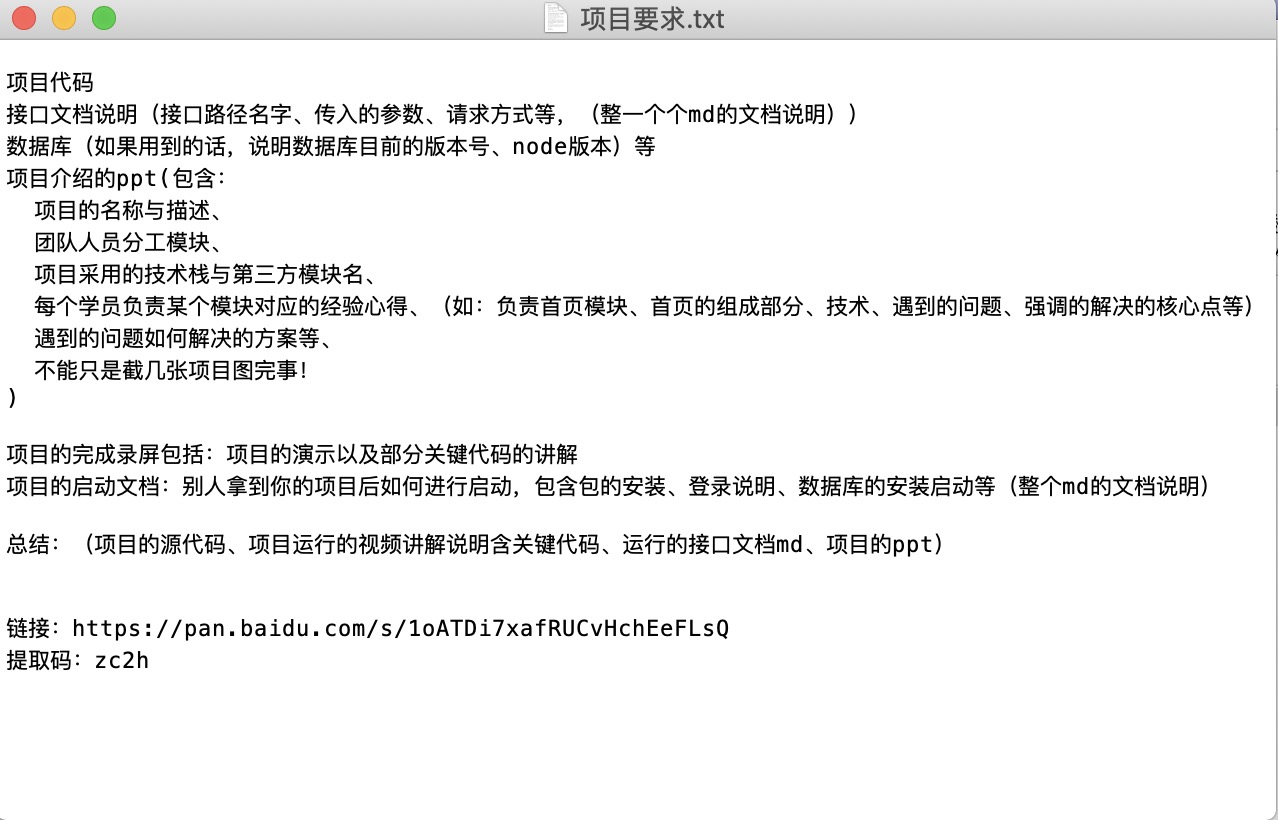 项目要求.txt
项目代码
接口文档说明（接口路径名字、传入的参数、请求方式等，（整一个个md的文档说明））
数据库（如果用到的话，说明数据库目前的版本号、node版本）等
项目介绍的ppt(包含：
项目的名称与描述、
团队人员分工模块、
项目采用的技术栈与第三方模块名、
每个学员负责某个模块对应的经验心得、（如：负责首页模块、首页的组成部分、技术、遇到的问题、强调的解决的核心点等）
遇到的问题如何解决的方案等、
不能只是截几张项目图完事！
)
项目的完成录屏包括：项目的演示以及部分关键代码的讲解
项目的启动文档：别人拿到你的项目后如何进行启动，包含包的安装、登录说明、数据库的安装启动等（整个md的文档说明）
总结：（项目的源代码、项目运行的视频讲解说明含关键代码、运行的接口文档md、项目的ppt）
链接：https://pan.baidu.com/s/1oATDi7xafRUCvHchEeFLsQ
提取码：zc2h